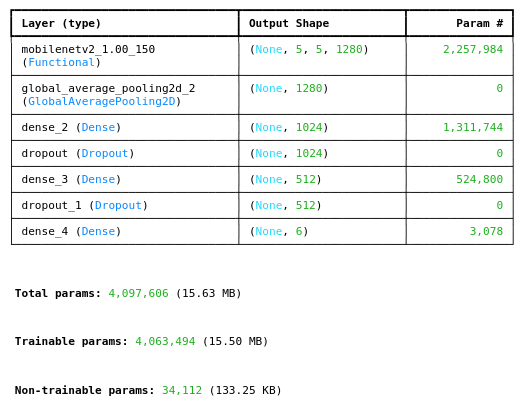 Layer (type) Output Shape Param #
mobilenetv2_1.00_150 (None, 5, 5, 1280) 2,257,984
(Functional)
global_average_pooling2d_2 (None, 1280) 0
(GlobalAveragePooling2D)
dense_2 (Dense) (None, 1024) 1,311,744
dropout (Dropout) (None, 1024) 0
dense_3 (Dense) (None, 512) 524,800
dropout_1 (Dropout) (None, 512) 0
dense_4 (Dense) (None, 6) 3,078
Total params: 4,097,606 (15.63 MB)
Trainable params: 4,063,494 (15.50 MB)
Non-trainable params: 34,112 (133.25 KB)